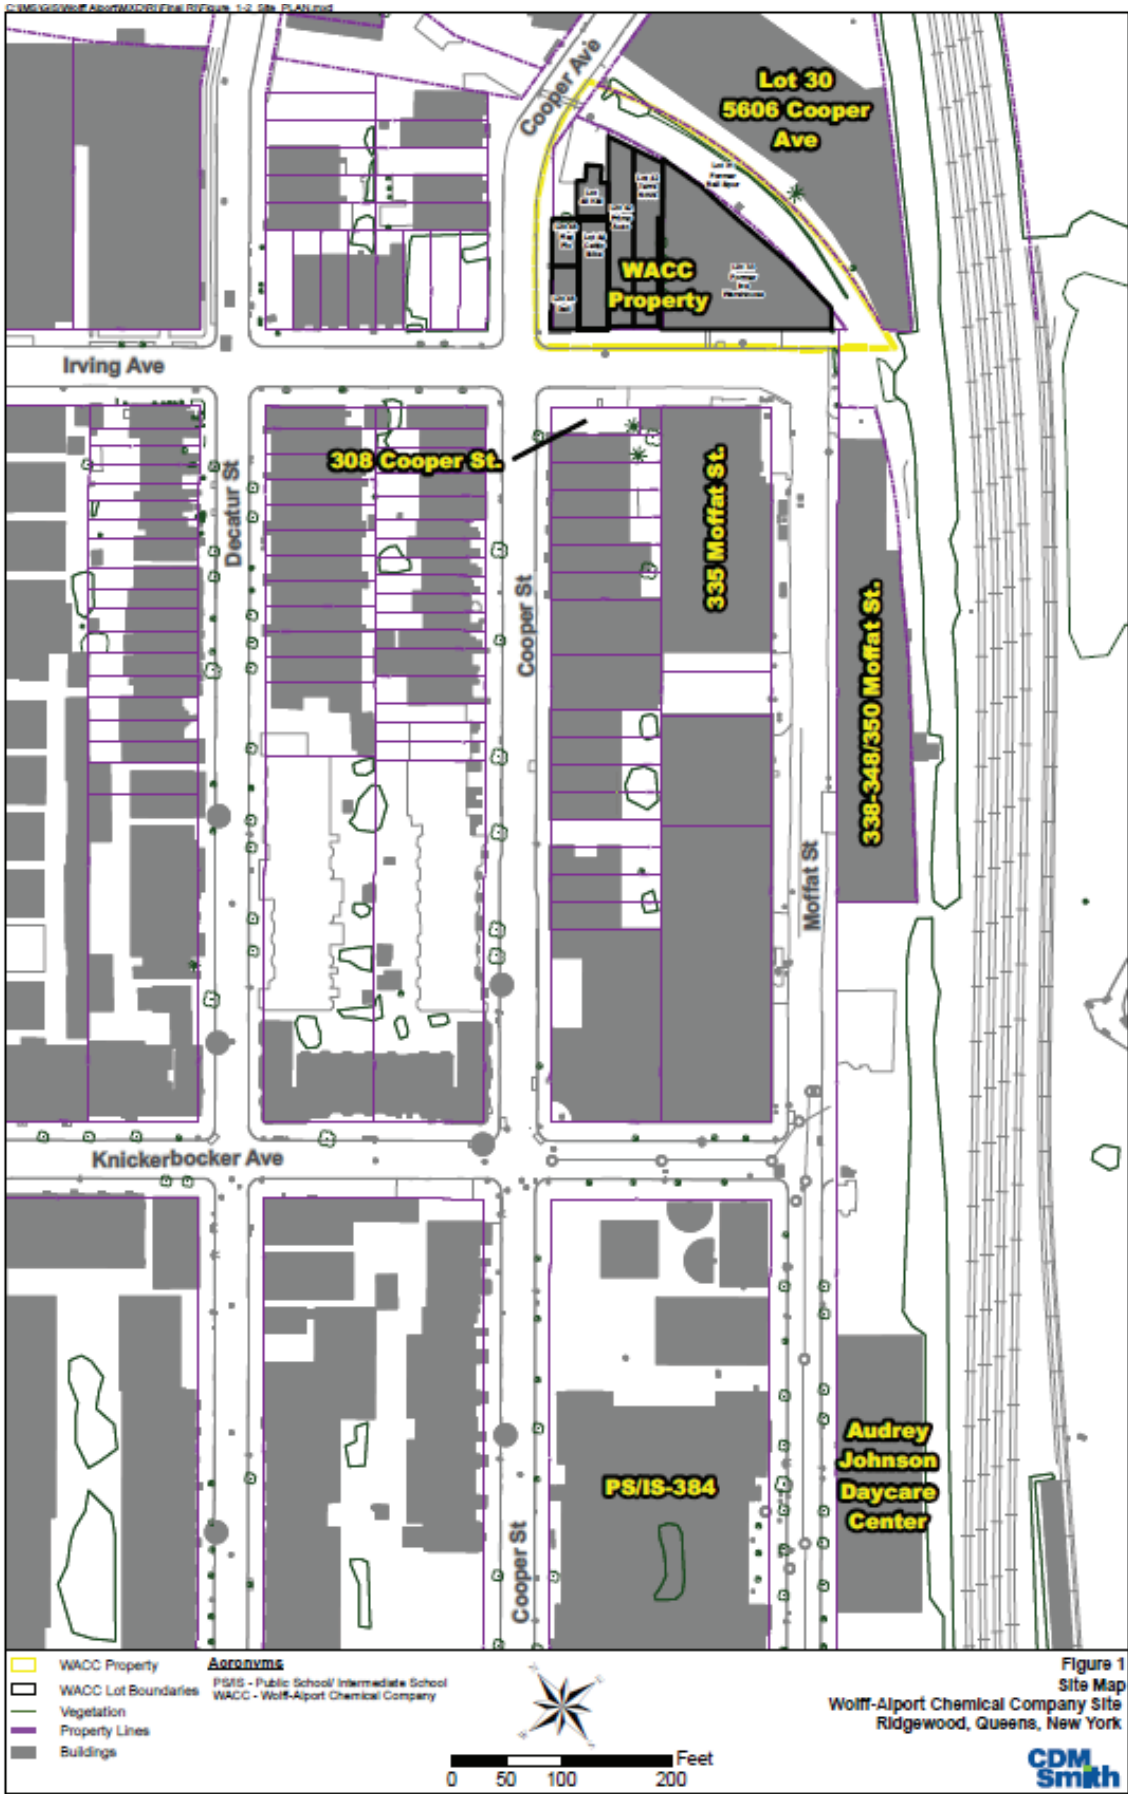 Cooper Ave
Lot 30
5606 Cooper
Ave
WACC
Property
Irving Ave
308 Cooper St.
Decatur St
335 Moffat St.
Cooper St
338-348/350 Moffat St.
Moffat St
Knickerbocker Ave
Audrey
Johnson
Daycare
Center
PS/IS-384
Cooper St
WACC Property
WACC Lot Boundaries
Vegetation
Property Lines
Buildings
Acronyms
PS/IS - Public School/ Intermediate School
WACC - Wolff-Alport Chemical Company
Feet
0 50 100 200
Figure 1
Site Map
Wolff-Alport Chemical Company Site
Ridgewood, Queens, New York
CDM
Smith